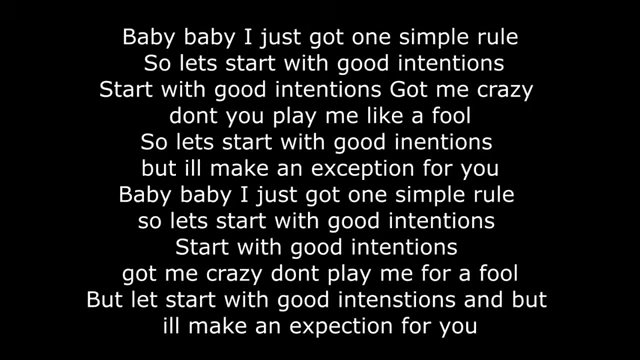 Baby baby I just got one simple rule
So lets start with good intentions
Start with good intentions Got me crazy
dont you play me like a fool
So lets start with good inentions
but ill make an exception for you
Baby baby I just got one simple rule
so lets start with good intentions
Start with good intentions
got me crazy dont play me for a fool
But let start with good intenstions and but
ill make an expection for you